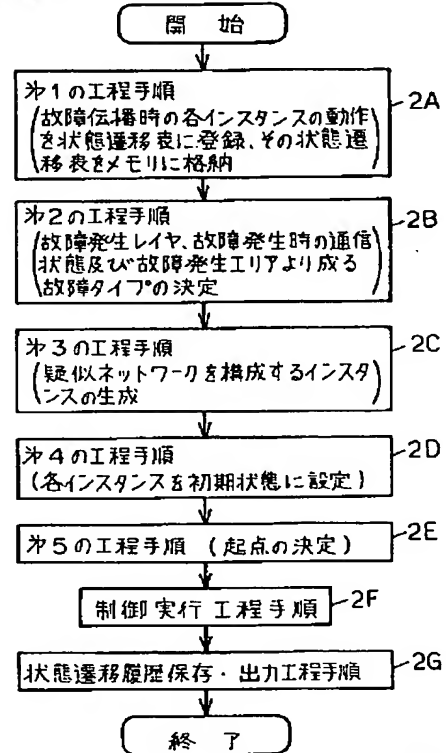 開 始
第1の工程手順
(故障伝播時の各インスタンスの動作
を状態遷移表に登録、その状態遷
移表をメモリに格納)
2A
第2の工程手順
(故障発生レイヤ、故障発生時の通信
状態及び故障発生エリアより成る
故障タイプの決定)
2B
第3の工程手順
(疑似ネットワークを構成するインスタ
ンスの生成)
2C
第4の工程手順
(各インスタンスを初期状態に設定)
2D
第5の工程手順 (起点の決定)
2E
制御実行工程手順
2F
状態遷移履歴保存・出力工程手順
2G
終 了